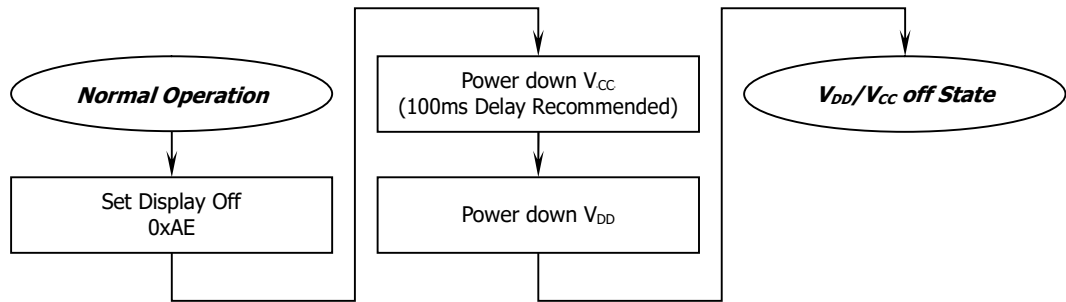 Normal Operation
Set Display Off
0xAE
Power down VCC
(100ms Delay Recommended)
Power down VDD
VDD/VCC off State